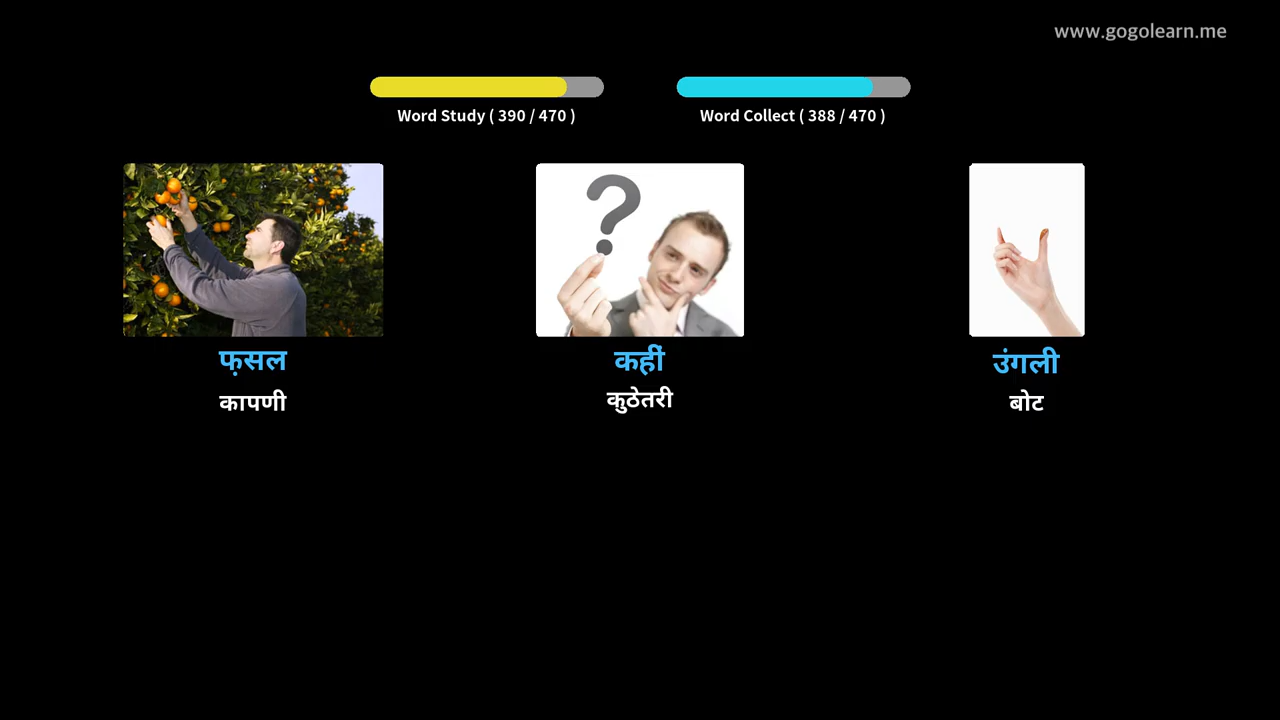 www.gogolearn.me
Word Study ( 390 / 470 )
Word Collect ( 388 / 470 )
फ़सल
कहीं
उंगली
कापणी
कुठेतरी
बोट